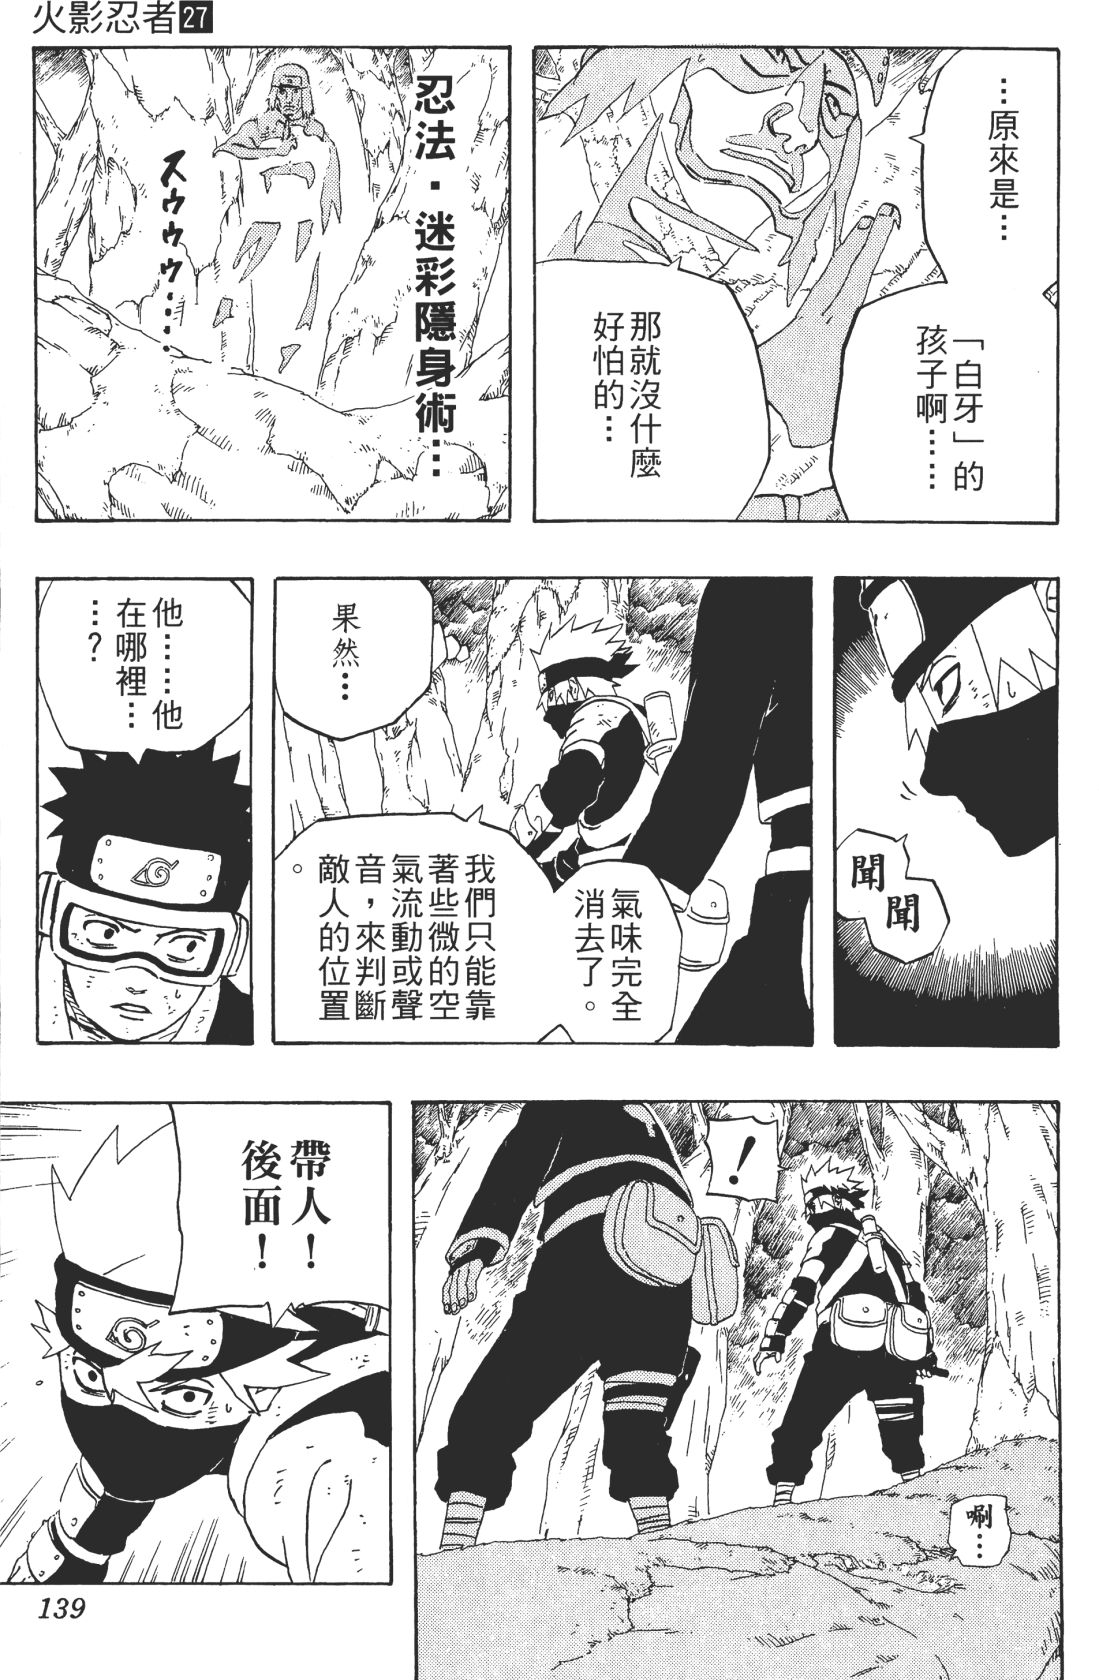 火影忍者27
…原來是…
「白牙」的
孩子啊……
那就沒什麼
好怕的…
忍法．迷彩隱身術…
スゥゥゥ…
聞聞
果然…
氣味完全
消去了。
我們只能靠
著些微的空
氣流動或聲
音，來判斷
敵人的位置
。
他……他
在哪裡…
…?
！
唰…
帶人！
後面！
139